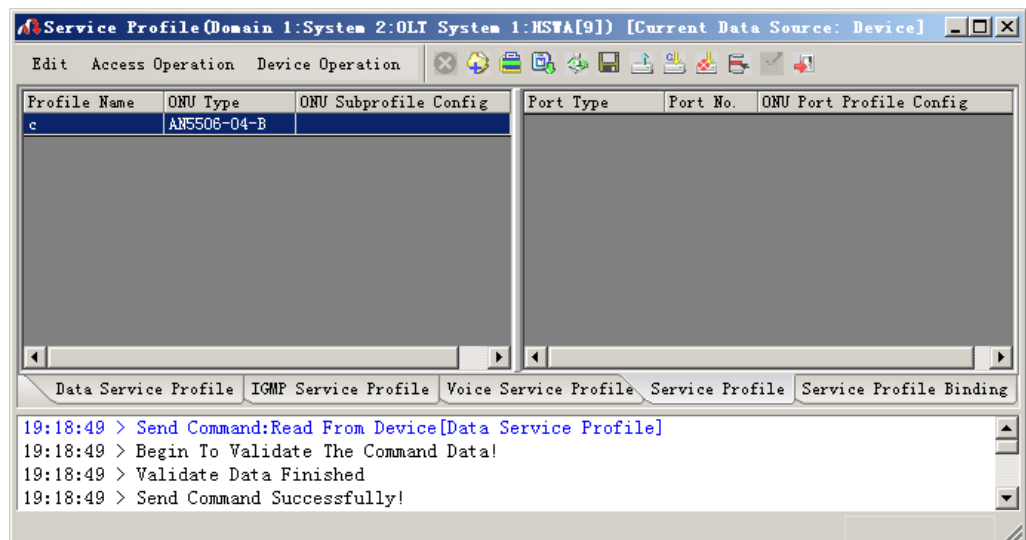 Service Profile(Domain 1:System 2:OLT System 1:HSWA[9]) [Current Data Source: Device]
Edit Access Operation Device Operation
Profile Name ONU Type ONU Subprofile Config Port Type Port No. ONU Port Profile Config
c AN5506-04-B
Data Service Profile IGMP Service Profile Voice Service Profile Service Profile Service Profile Binding
19:18:49 > Send Command:Read From Device[Data Service Profile]
19:18:49 > Begin To Validate The Command Data!
19:18:49 > Validate Data Finished
19:18:49 > Send Command Successfully!